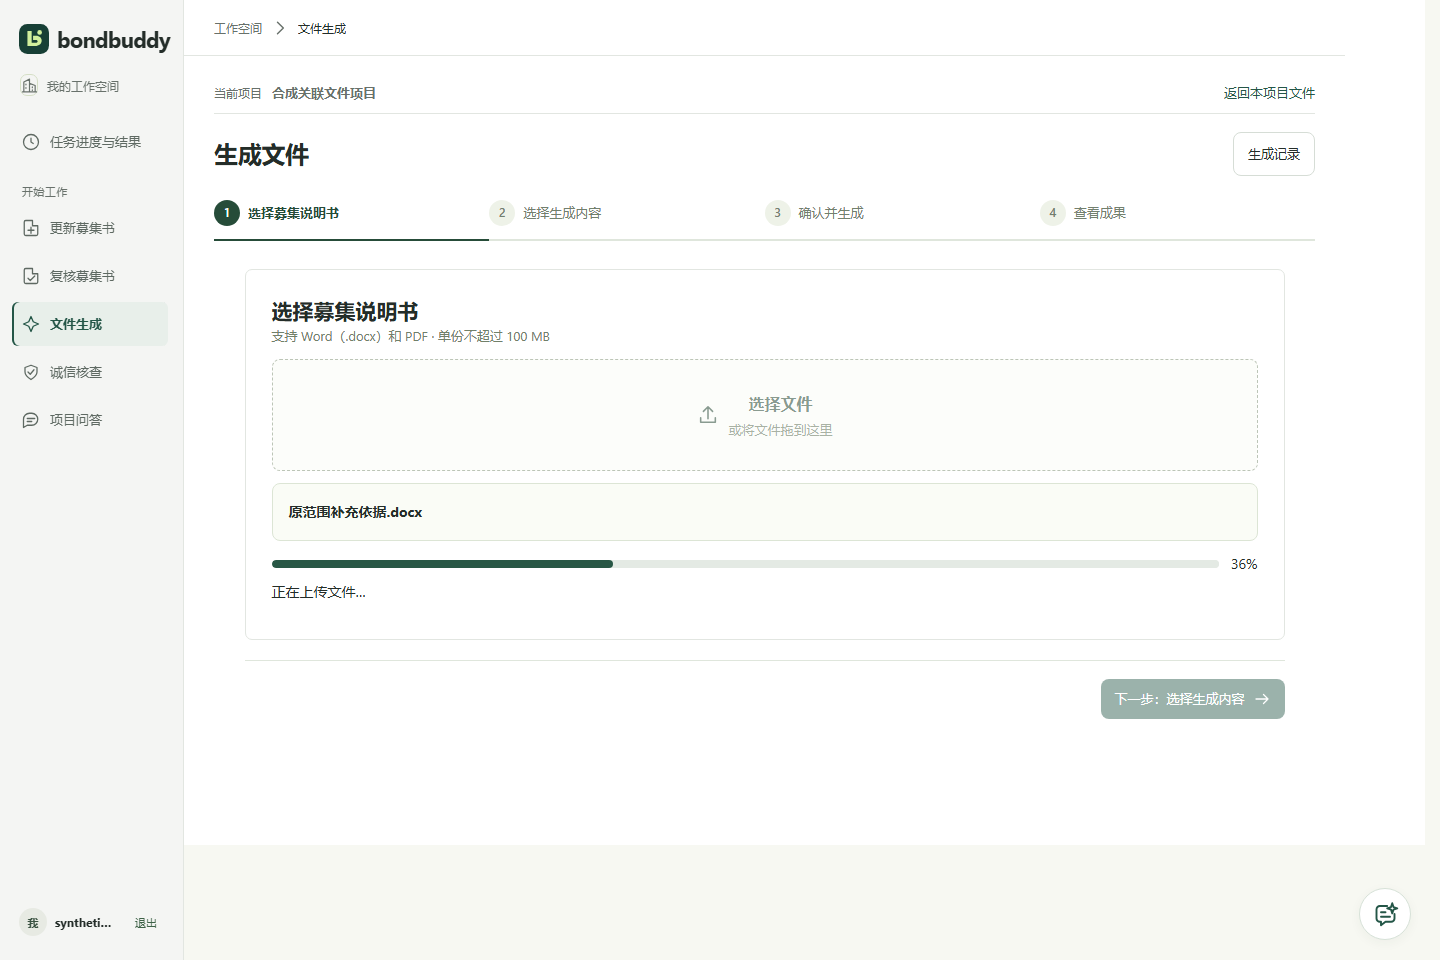 bondbuddy
我的工作空间
任务进度与结果
开始工作
更新募集书
复核募集书
文件生成
诚信核查
项目问答
我 syntheti... 退出
工作空间 文件生成
当前项目 合成关联文件项目 返回本项目文件
生成文件 生成记录
1 选择募集说明书 2 选择生成内容 3 确认并生成 4 查看成果
选择募集说明书
支持 Word（.docx）和 PDF · 单份不超过 100 MB
选择文件
或将文件拖到这里
原范围补充依据.docx
36%
正在上传文件...
下一步：选择生成内容